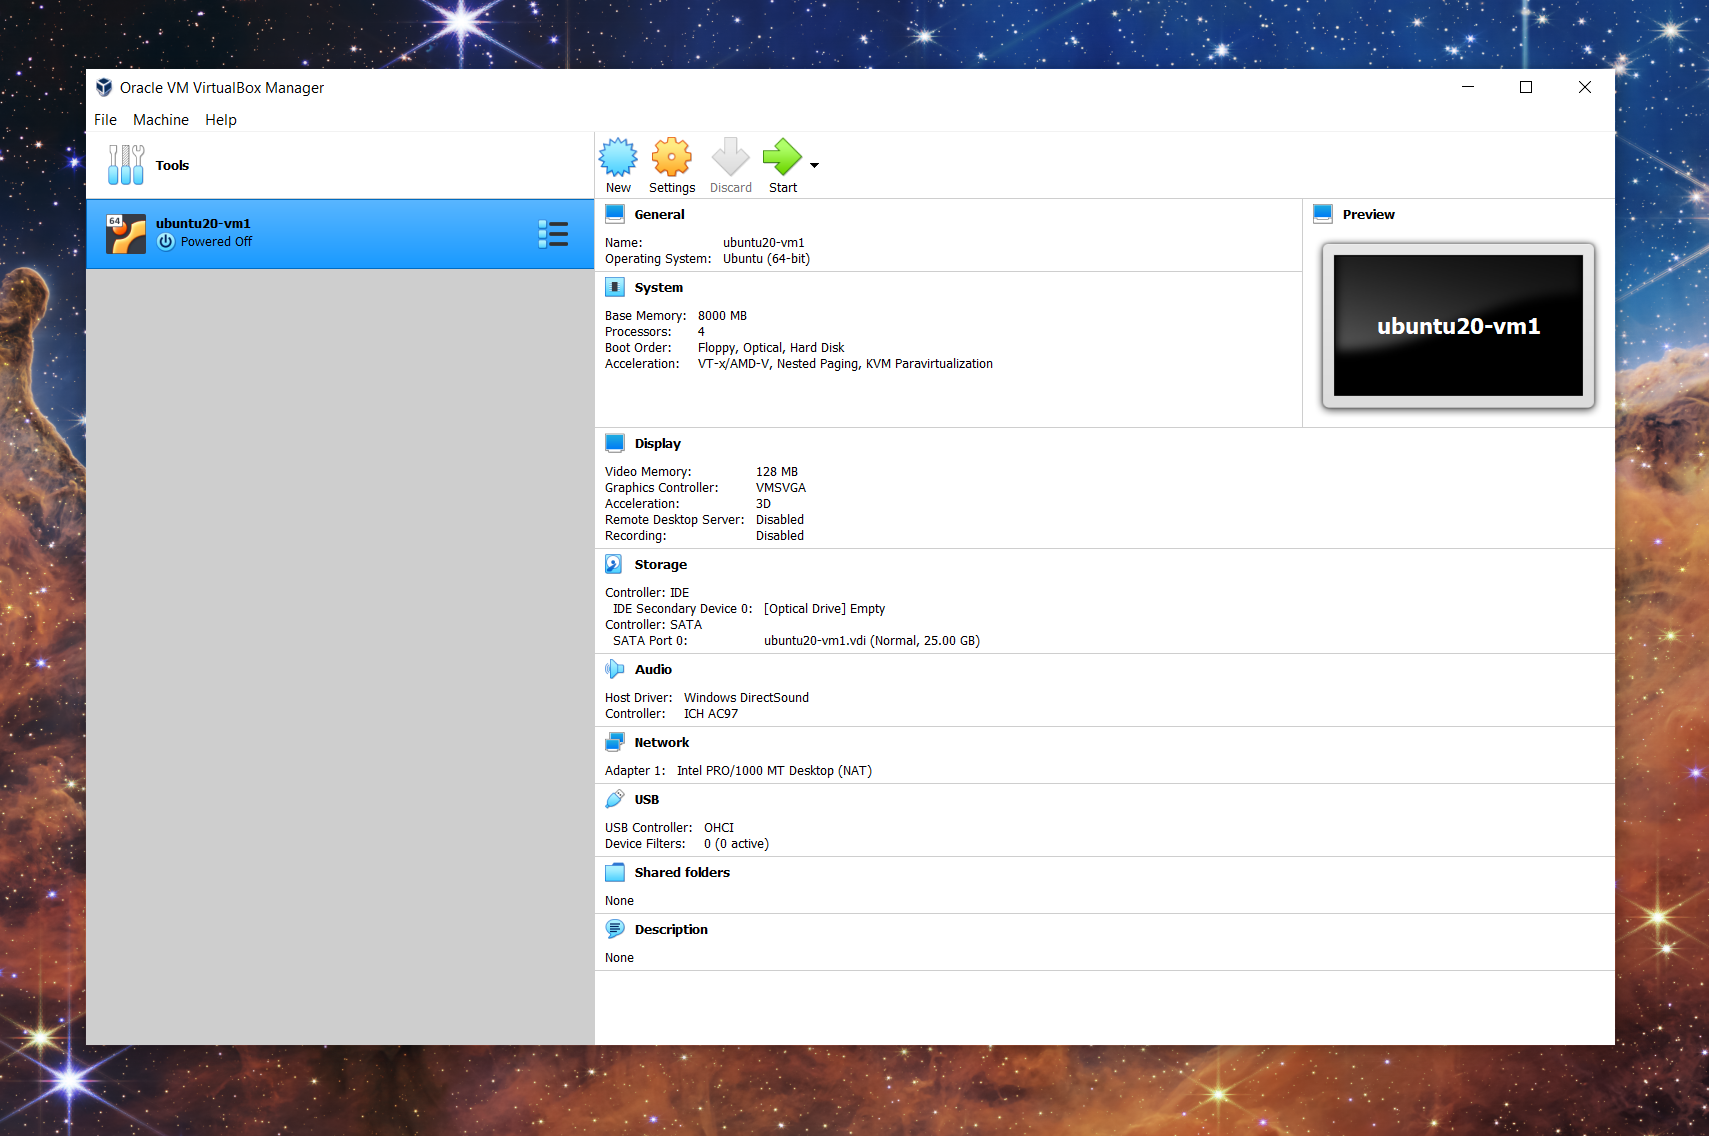 Oracle VM VirtualBox Manager
File Machine Help
Tools
New Settings Discard Start
64
ubuntu20-vm1
Powered Off
General
Name: ubuntu20-vm1
Operating System: Ubuntu (64-bit)
Preview
ubuntu20-vm1
System
Base Memory: 8000 MB
Processors: 4
Boot Order: Floppy, Optical, Hard Disk
Acceleration: VT-x/AMD-V, Nested Paging, KVM Paravirtualization
Display
Video Memory: 128 MB
Graphics Controller: VMSVGA
Acceleration: 3D
Remote Desktop Server: Disabled
Recording: Disabled
Storage
Controller: IDE
IDE Secondary Device 0: [Optical Drive] Empty
Controller: SATA
SATA Port 0: ubuntu20-vm1.vdi (Normal, 25.00 GB)
Audio
Host Driver: Windows DirectSound
Controller: ICH AC97
Network
Adapter 1: Intel PRO/1000 MT Desktop (NAT)
USB
USB Controller: OHCI
Device Filters: 0 (0 active)
Shared folders
None
Description
None